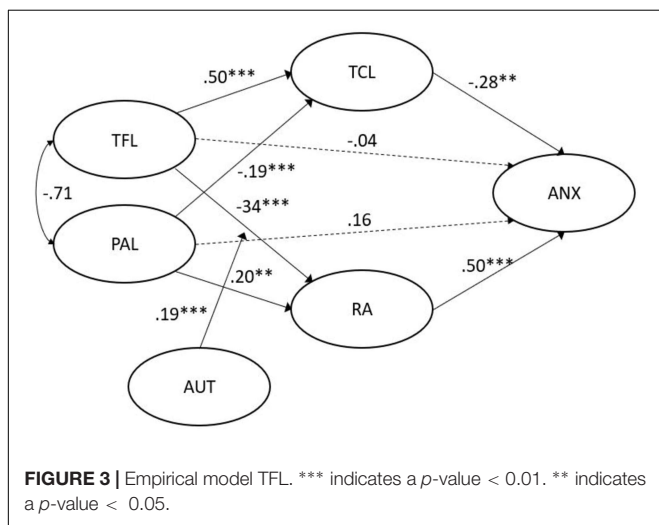 .50***
TCL
-.28**
TFL
-.04
-.19***
-.71
-34***
ANX
PAL
.16
.20**
.50***
.19***
RA
AUT
FIGURE 3 | Empirical model TFL. *** indicates a p-value < 0.01. ** indicates
a p-value < 0.05.